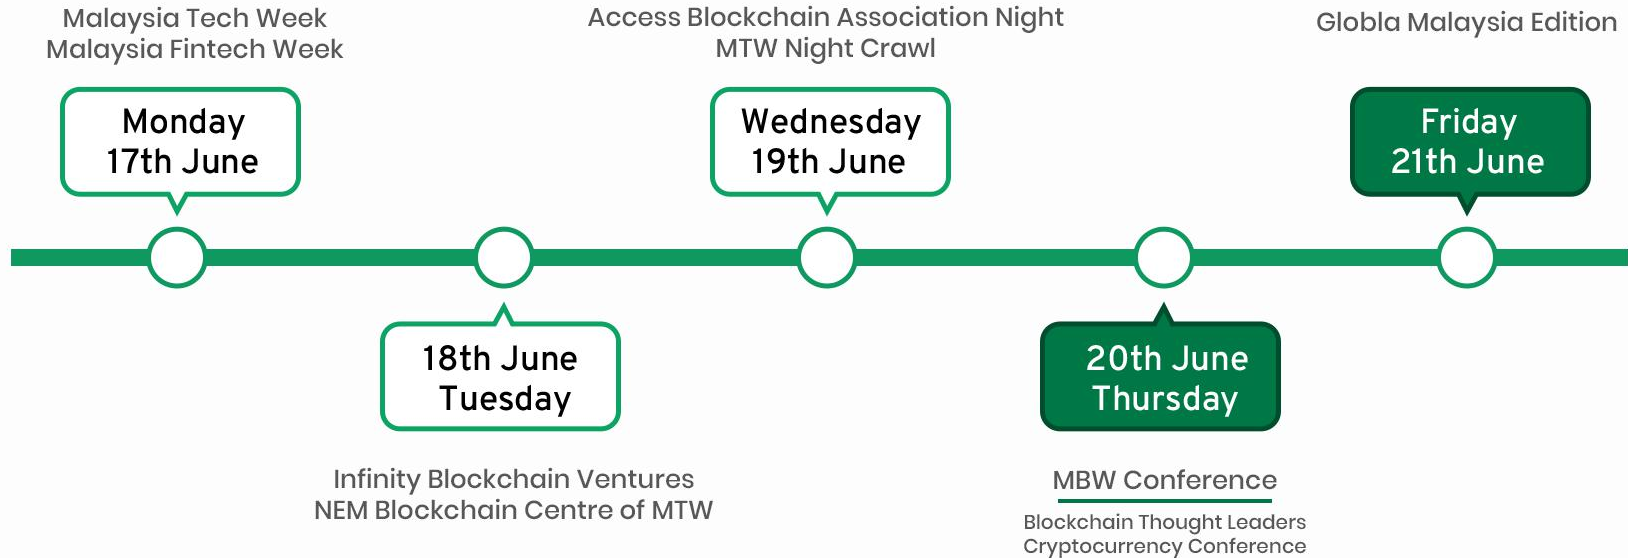 Malaysia Tech Week
Malaysia Fintech Week
Monday
17th June
18th June
Tuesday
Infinity Blockchain Ventures
NEM Blockchain Centre of MTW
Access Blockchain Association Night
MTW Night Crawl
Wednesday
19th June
20th June
Thursday
MBW Conference
Blockchain Thought Leaders
Cryptocurrency Conference
Globla Malaysia Edition
Friday
21th June